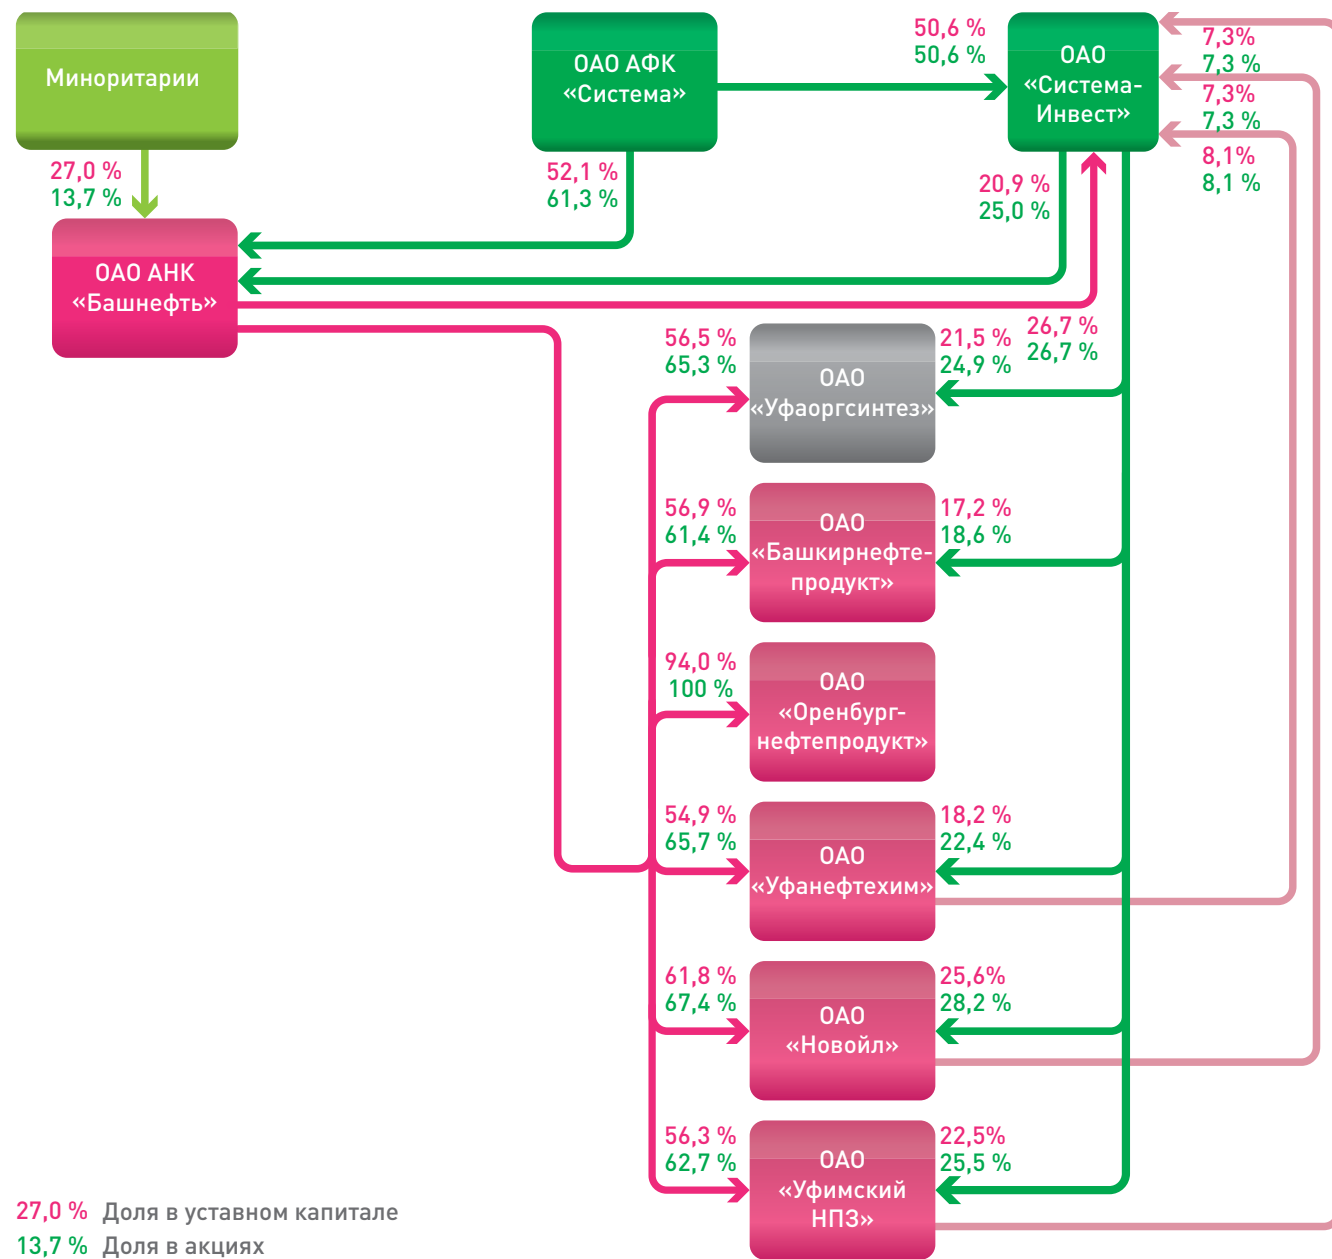 Миноритарии
27,0 %
13,7 %
ОАО АФК
«Система»
52,1 %
61,3 %
50,6 %
50,6 %
ОАО
«Система-
Инвест»
7,3%
7,3 %
7,3%
7,3 %
8,1%
8,1 %
20,9 %
25,0 %
ОАО АНК
«Башнефть»
26,7 %
26,7 %
56,5 %
65,3 %
ОАО
«Уфаоргсинтез»
21,5 %
24,9 %
56,9 %
61,4 %
ОАО
«Башкирнефте-
продукт»
17,2 %
18,6 %
94,0 %
100 %
ОАО
«Оренбург-
нефтепродукт»
54,9 %
65,7 %
ОАО
«Уфанефтехим»
18,2 %
22,4 %
61,8 %
67,4 %
ОАО
«Новойл»
25,6%
28,2 %
56,3 %
62,7 %
ОАО
«Уфимский
НПЗ»
22,5%
25,5 %
27,0 % Доля в уставном капитале
13,7 % Доля в акциях